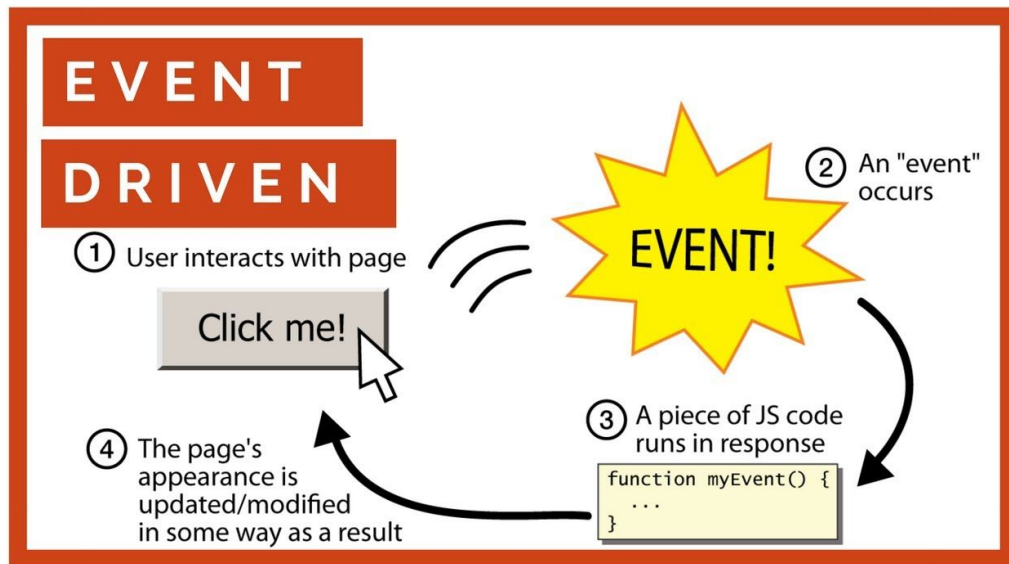 EVENT
DRIVEN
1 User interacts with page
Click me!
EVENT!
2 An "event"
occurs
3 A piece of JS code
runs in response
function myEvent() {
...
}
4 The page's
appearance is
updated/modified
in some way as a result